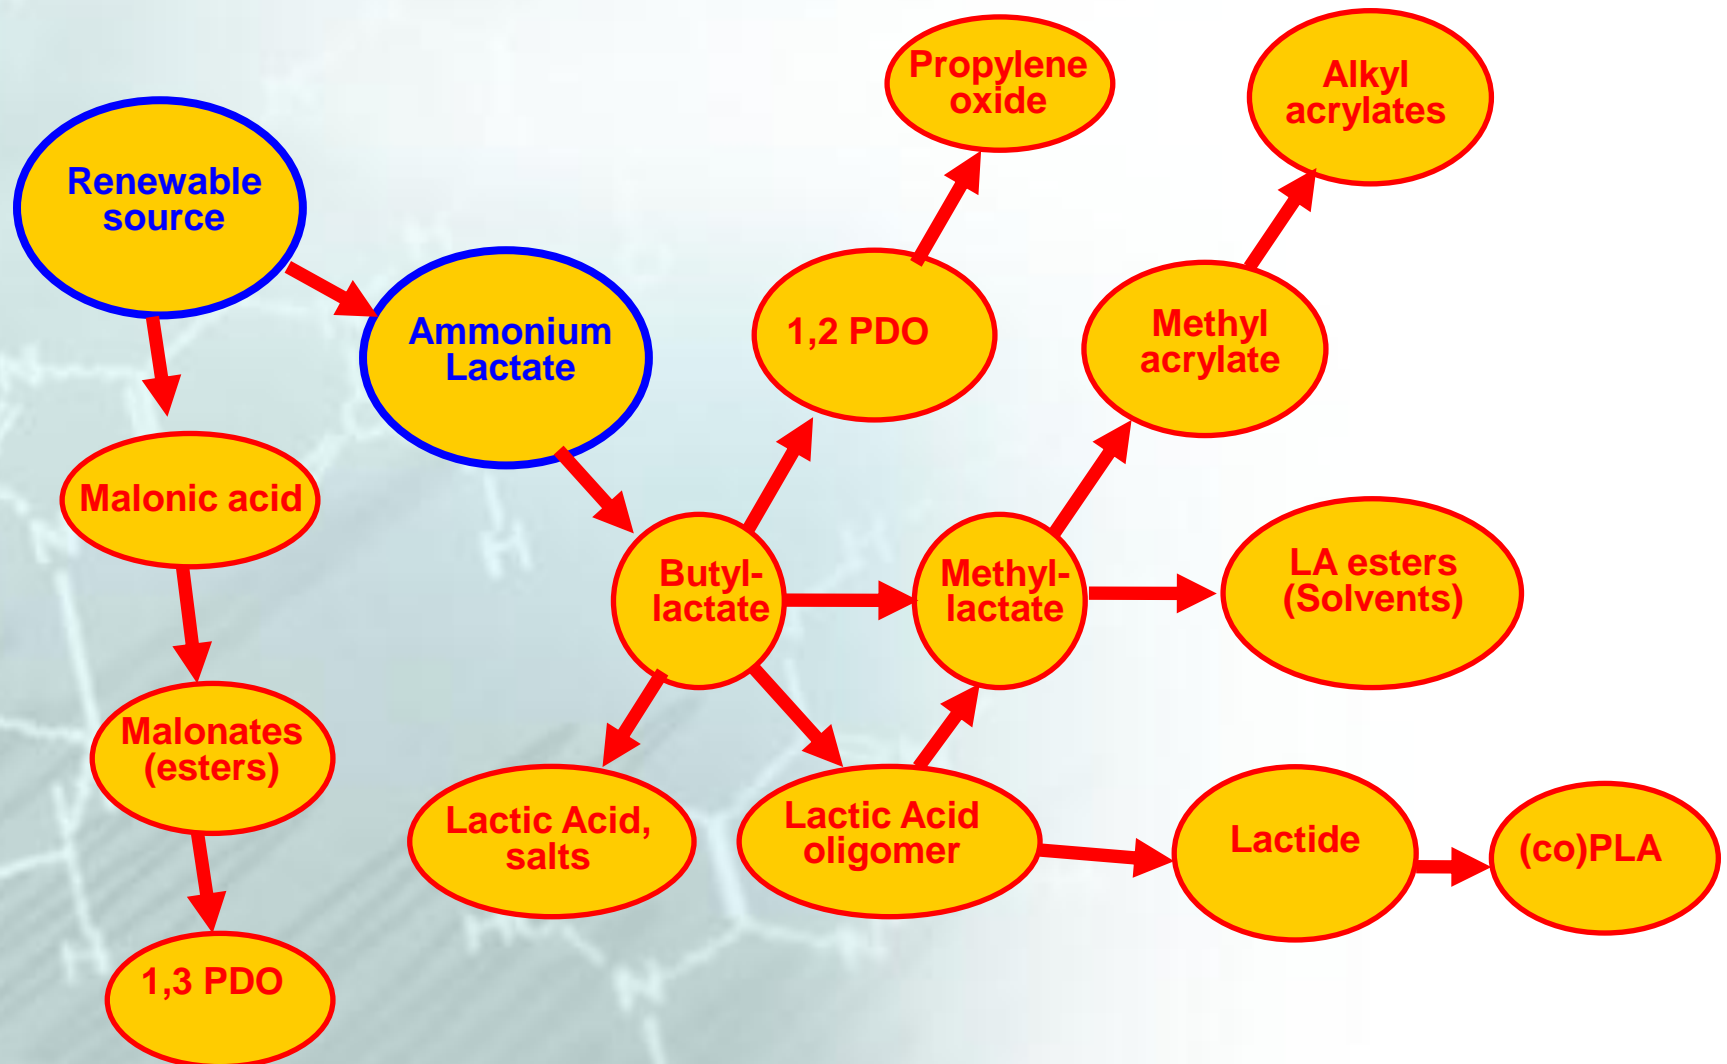 Propylene
oxide
Alkyl
acrylates
Renewable
source
Ammonium
Lactate
1,2 PDO
Methyl
acrylate
Malonic acid
Butyl-
lactate
Methyl-
lactate
LA esters
(Solvents)
Malonates
(esters)
Lactic Acid,
salts
Lactic Acid
oligomer
Lactide
(co)PLA
1,3 PDO